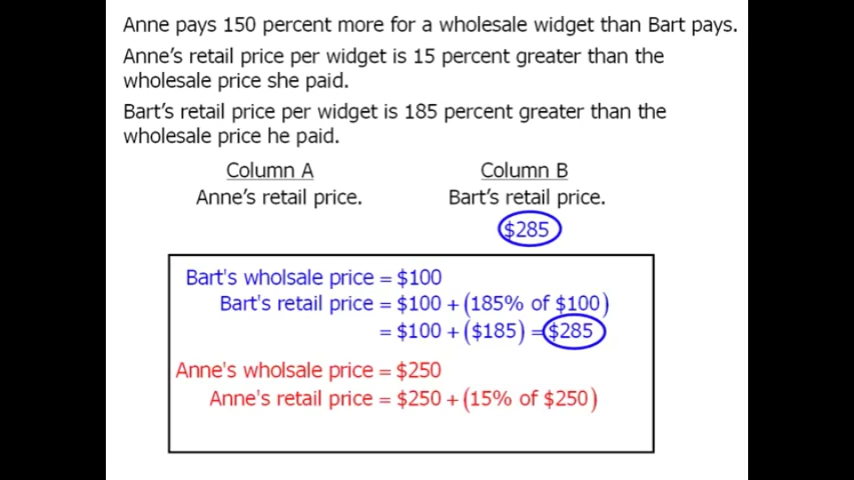 Anne pays 150 percent more for a wholesale widget than Bart pays.
Anne's retail price per widget is 15 percent greater than the
wholesale price she paid.
Bart's retail price per widget is 185 percent greater than the
wholesale price he paid.
Column A Column B
Anne's retail price. Bart's retail price.
$285
Bart's wholsale price = $100
Bart's retail price = $100 + (185% of $100)
= $100 + ($185) = $285
Anne's wholsale price = $250
Anne's retail price = $250 + (15% of $250)